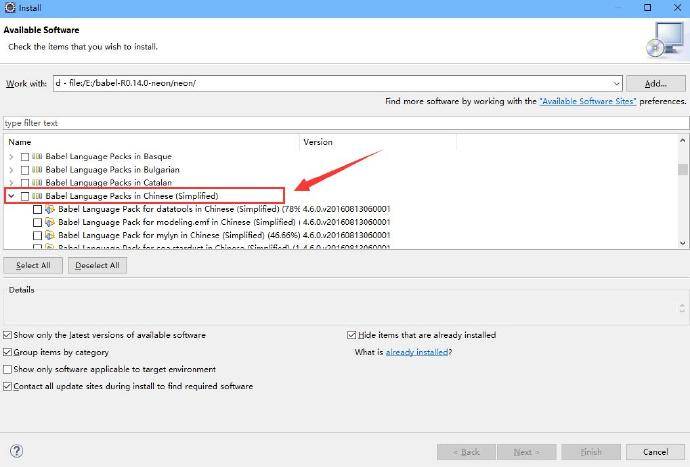 Install
Available Software
Check the items that you wish to install.
Work with: d - file:/E:/babel-R0.14.0-neon/neon/ Add...
Find more software by working with the "Available Software Sites" preferences.
type filter text
Name Version
Babel Language Packs in Basque
Babel Language Packs in Bulgarian
Babel Language Packs in Catalan
Babel Language Packs in Chinese (Simplified)
Babel Language Pack for datatools in Chinese (Simplified) (78% 4.6.0.v20160813060001
Babel Language Pack for modeling.emf in Chinese (Simplified) 4.6.0.v20160813060001
Babel Language Pack for mylyn in Chinese (Simplified) (46.66%) 4.6.0.v20160813060001
Babel Language Pack for soa.stardust in Chinese (Simplified) (1 4.6.0.v20160813060001
Select All Deselect All
Details
Show only the latest versions of available software Hide items that are already installed
Group items by category What is already installed?
Show only software applicable to target environment
Contact all update sites during install to find required software
< Back Next > Finish Cancel